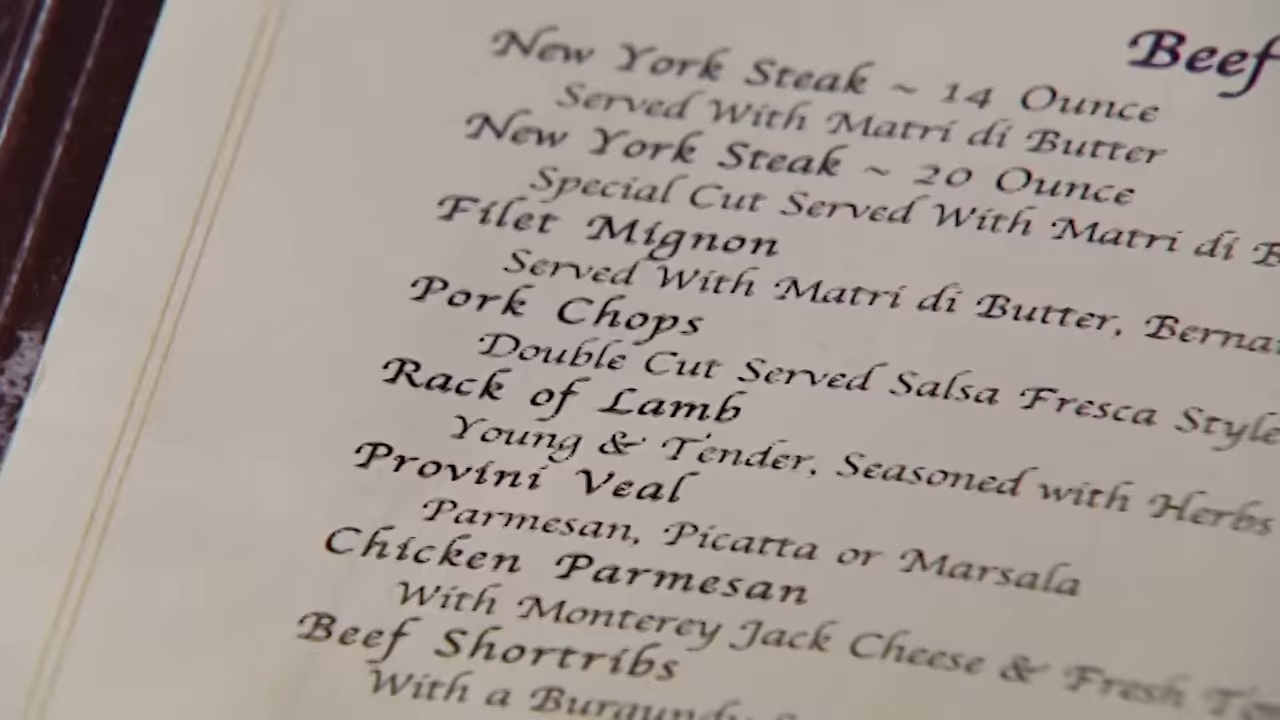 Beef
New York Steak ~ 14 Ounce
Served With Matri di Butter
New York Steak ~ 20 Ounce
Special Cut Served With Matri di
Filet Mignon
Served With Matri di Butter,
Pork Chops
Double Cut Served Salsa Fresca Style
Rack of Lamb
Young & Tender, Seasoned with Herbs
Provini Veal
Parmesan, Picatta or Marsala
Chicken Parmesan
With Monterey Jack Cheese & Fresh
Beef Shortribs
With a Burgundy